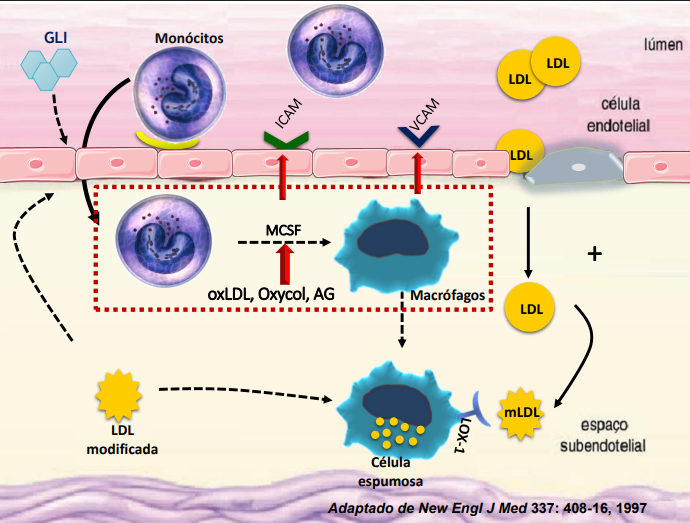 GLI
Monócitos
ICAM
VCAM
LDL
LDL
lúmen
célula
endotelial
LDL
MCSF
oxLDL, Oxycol, AG
Macrófagos
+
LDL
LDL
modificada
LOX-1
mLDL
Célula
espumosa
espaço
subendotelial
Adaptado de New Engl J Med 337: 408-16, 1997